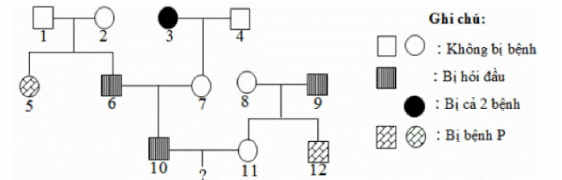 Ghi chú:
1 2 3 4
: Không bị bệnh
: Bị hói đầu
5 6 7 8 9
: Bị cả 2 bệnh
: Bị bệnh P
10 ? 11 12